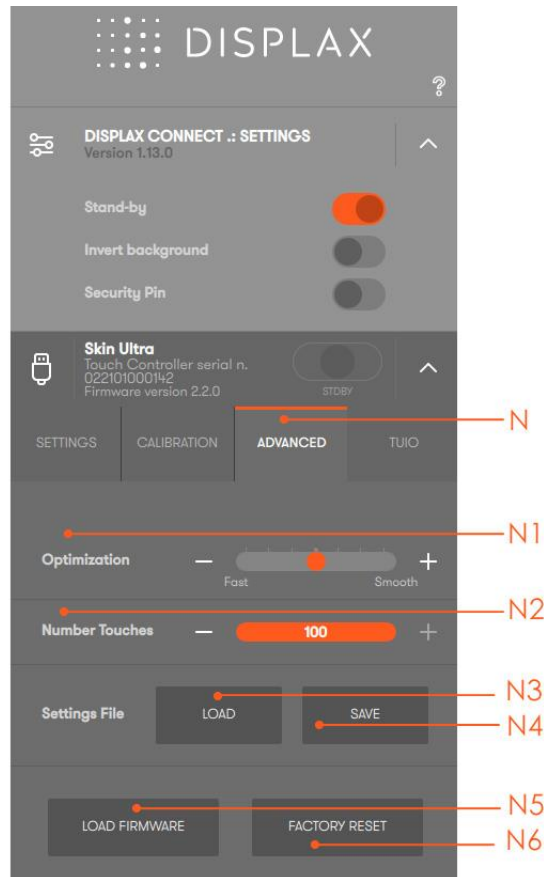 DISPLAX
?
DISPLAX CONNECT .: SETTINGS
Version 1.13.0
Stand-by
Invert background
Security Pin
Skin Ultra
Touch Controller serial n.
022101000142
Firmware version 2.2.0
STDBY
N
SETTINGS CALIBRATION ADVANCED TUIO
N1
Optimization − +
Fast Smooth
N2
Number Touches − 100 +
N3
Settings File LOAD SAVE
N4
N5
LOAD FIRMWARE FACTORY RESET
N6